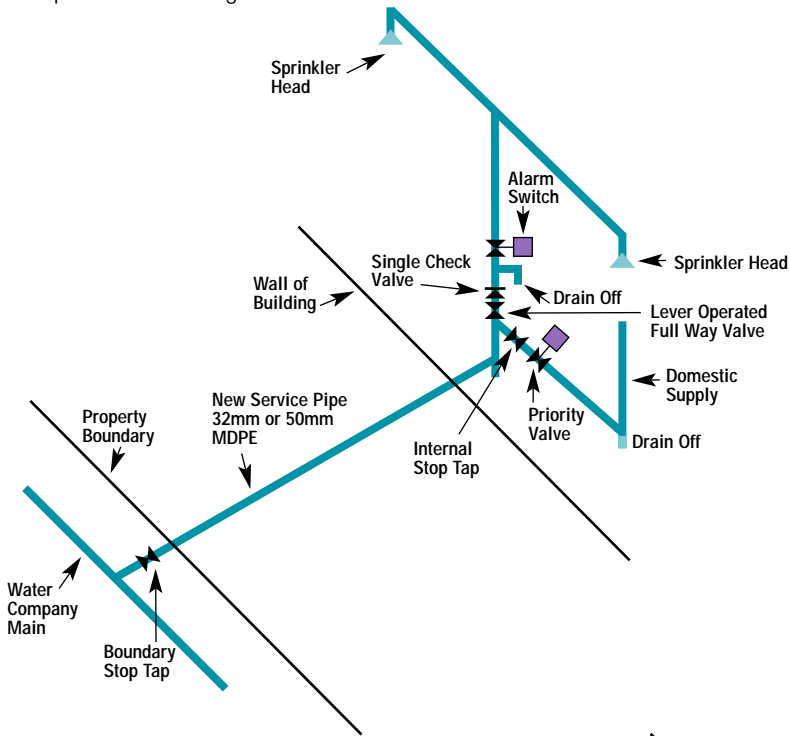 Sprinkler
Head
Alarm
Switch
Single Check
Valve
Sprinkler Head
Wall of
Building
Drain Off
Lever Operated
Full Way Valve
New Service Pipe
32mm or 50mm
MDPE
Domestic
Supply
Property
Boundary
Priority
Valve
Internal
Stop Tap
Drain Off
Water
Company
Main
Boundary
Stop Tap